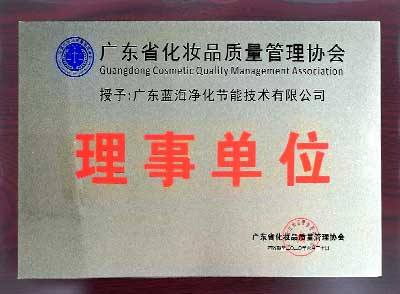 广东省化妆品质量管理协会
Guangdong Cosmetic Quality Management Association
授予:广东蓝海净化节能技术有限公司
理事单位
广东省化妆品质量管理协会